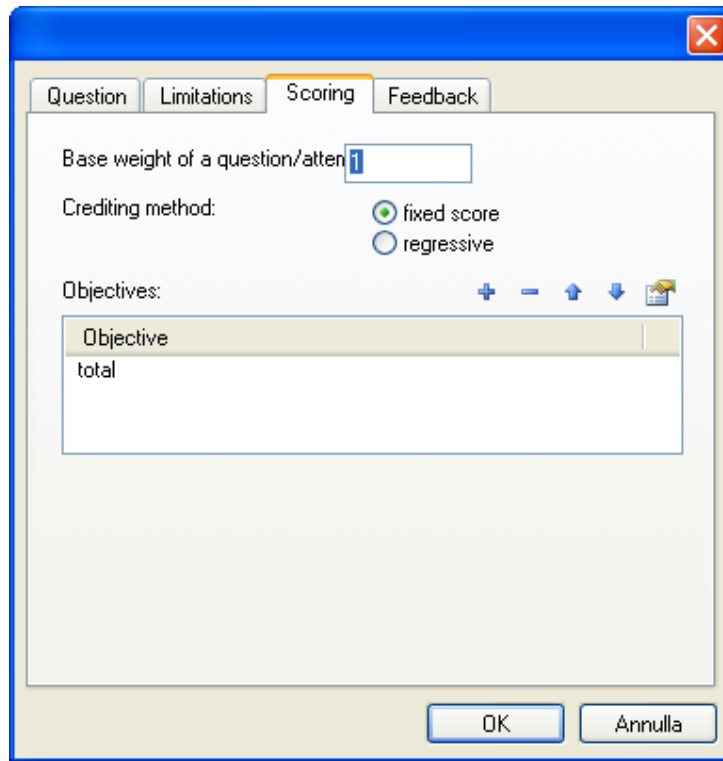 Question Limitations Scoring Feedback
Base weight of a question/atten 1
Crediting method: fixed score
regressive
Objectives:
Objective
total
OK Annulla